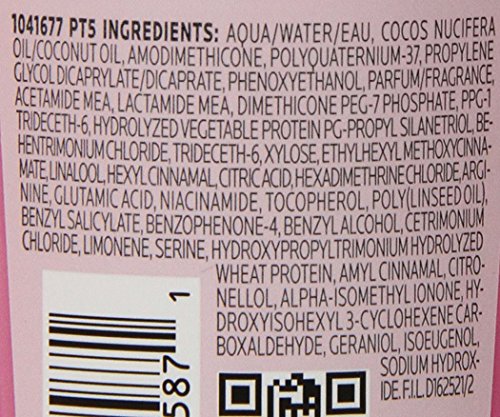 1041677 PT5 INGREDIENTS: AQUA/WATER/EAU, COCOS NUCIFERA
OIL/COCONUT OIL, AMODIMETHICONE, POLYQUATERNIUM-37, PROPYLENE
GLYCOL DICAPRYLATE/DICAPRATE, PHENOXYETHANOL, PARFUM/FRAGRANCE
ACETAMIDE MEA, LACTAMIDE MEA, DIMETHICONE PEG-7 PHOSPHATE, PPG-1
TRIDECETH-6, HYDROLYZED VEGETABLE PROTEIN PG-PROPYL SILANETRIOL, BE-
HENTRIMONIUM CHLORIDE, TRIDECETH-6, XYLOSE, ETHYLHEXYL METHOXYCINNA-
MATE, LINALOOL, HEXYL CINNAMAL, CITRIC ACID, HEXADIMETHRINE CHLORIDE, ARGI-
NINE, GLUTAMIC ACID, NIACINAMIDE, TOCOPHEROL, POLY(LINSEED OIL),
BENZYL SALICYLATE, BENZOPHENONE-4, BENZYL ALCOHOL, CETRIMONIUM
CHLORIDE, LIMONENE, SERINE, HYDROXYPROPYLTRIMONIUM HYDROLYZED
WHEAT PROTEIN, AMYL CINNAMAL, CITRO-
NELLOL, ALPHA-ISOMETHYL IONONE, HY-
DROXYISOHEXYL 3-CYCLOHEXENE CAR-
BOXALDEHYDE, GERANIOL, ISOEUGENOL,
SODIUM HYDROX-
IDE. F.I.L. D162521/2
587 1